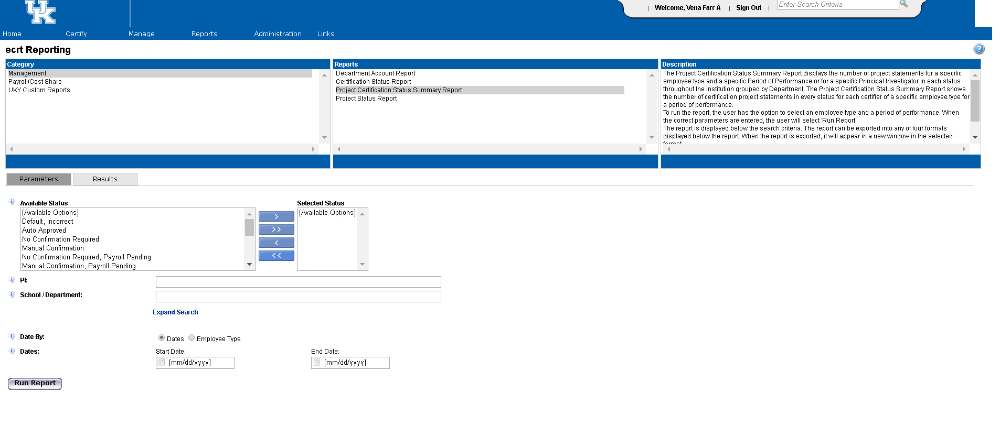 UK
Welcome, Vena Farr Â | Sign Out |
Enter Search Criteria
Home Certify Manage Reports Administration Links
ecrt Reporting
Category
Management
Payroll/Cost Share
UKY Custom Reports
Reports
Department Account Report
Certification Status Report
Project Certification Status Summary Report
Project Status Report
Description
The Project Certification Status Summary Report displays the number of project statements for a specific
employee type and a specific Period of Performance or for a specific Principal Investigator in each status
throughout the institution grouped by Department. The Project Certification Status Summary Report shows
the number of certification project statements in every status for each certifier of a specific employee type for
a period of performance.
To run the report, the user has the option to select an employee type and a period of performance. When
the correct parameters are entered, the user will select 'Run Report'.
The report is displayed below the search criteria. The report can be exported into any of four formats
displayed below the report. When the report is exported, it will appear in a new window in the selected
format
Parameters Results
Available Status
[Available Options]
Default, Incorrect
Auto Approved
No Confirmation Required
Manual Confirmation
No Confirmation Required, Payroll Pending
Manual Confirmation, Payroll Pending
>
>>
<
<<
Selected Status
[Available Options]
PI:
School / Department:
Expand Search
Date By:
Dates Employee Type
Dates:
Start Date: End Date:
[mm/dd/yyyy] [mm/dd/yyyy]
Run Report